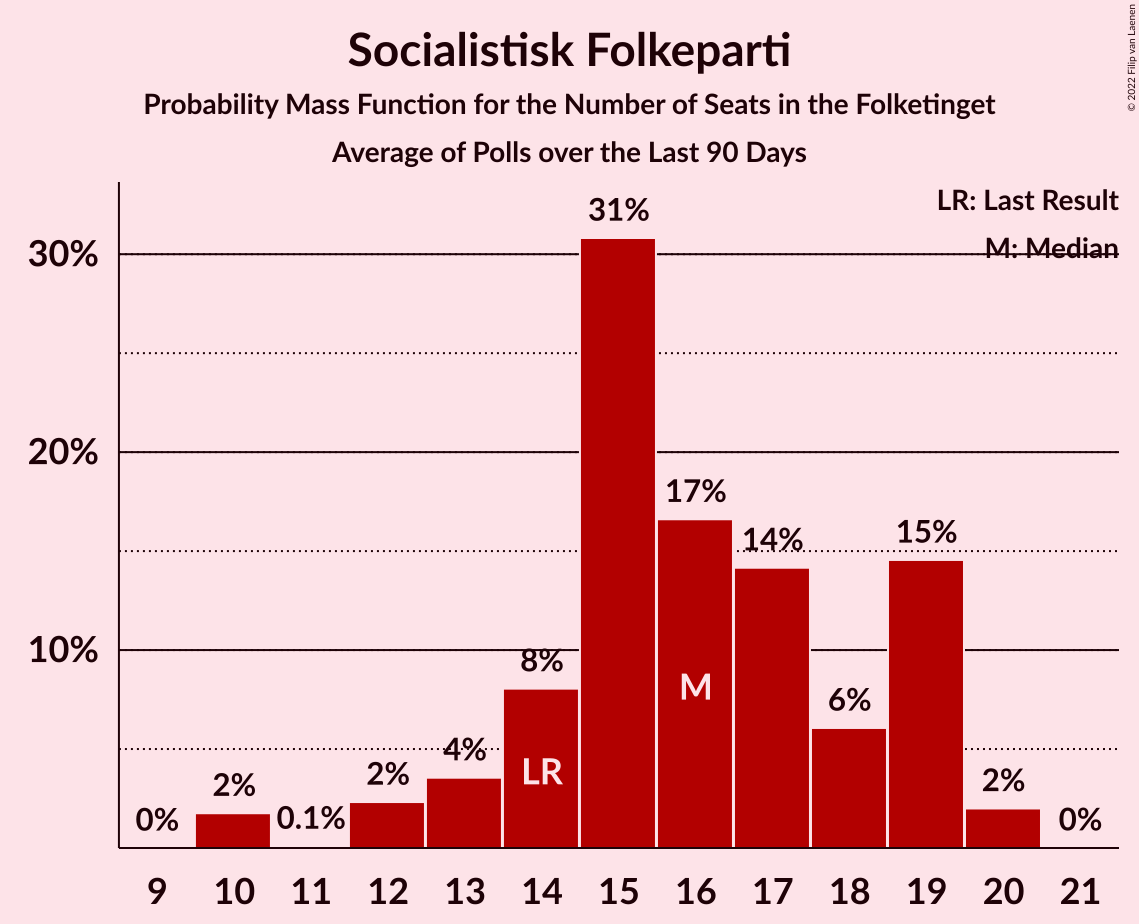 Socialistisk Folkeparti
Probability Mass Function for the Number of Seats in the Folketinget
Average of Polls over the Last 90 Days
© 2022 Filip van Laenen
LR: Last Result
M: Median
30%
20%
10%
0%
2%
0.1%
2%
4%
8%
31%
17%
14%
6%
15%
2%
0%
LR
M
9 10 11 12 13 14 15 16 17 18 19 20 21